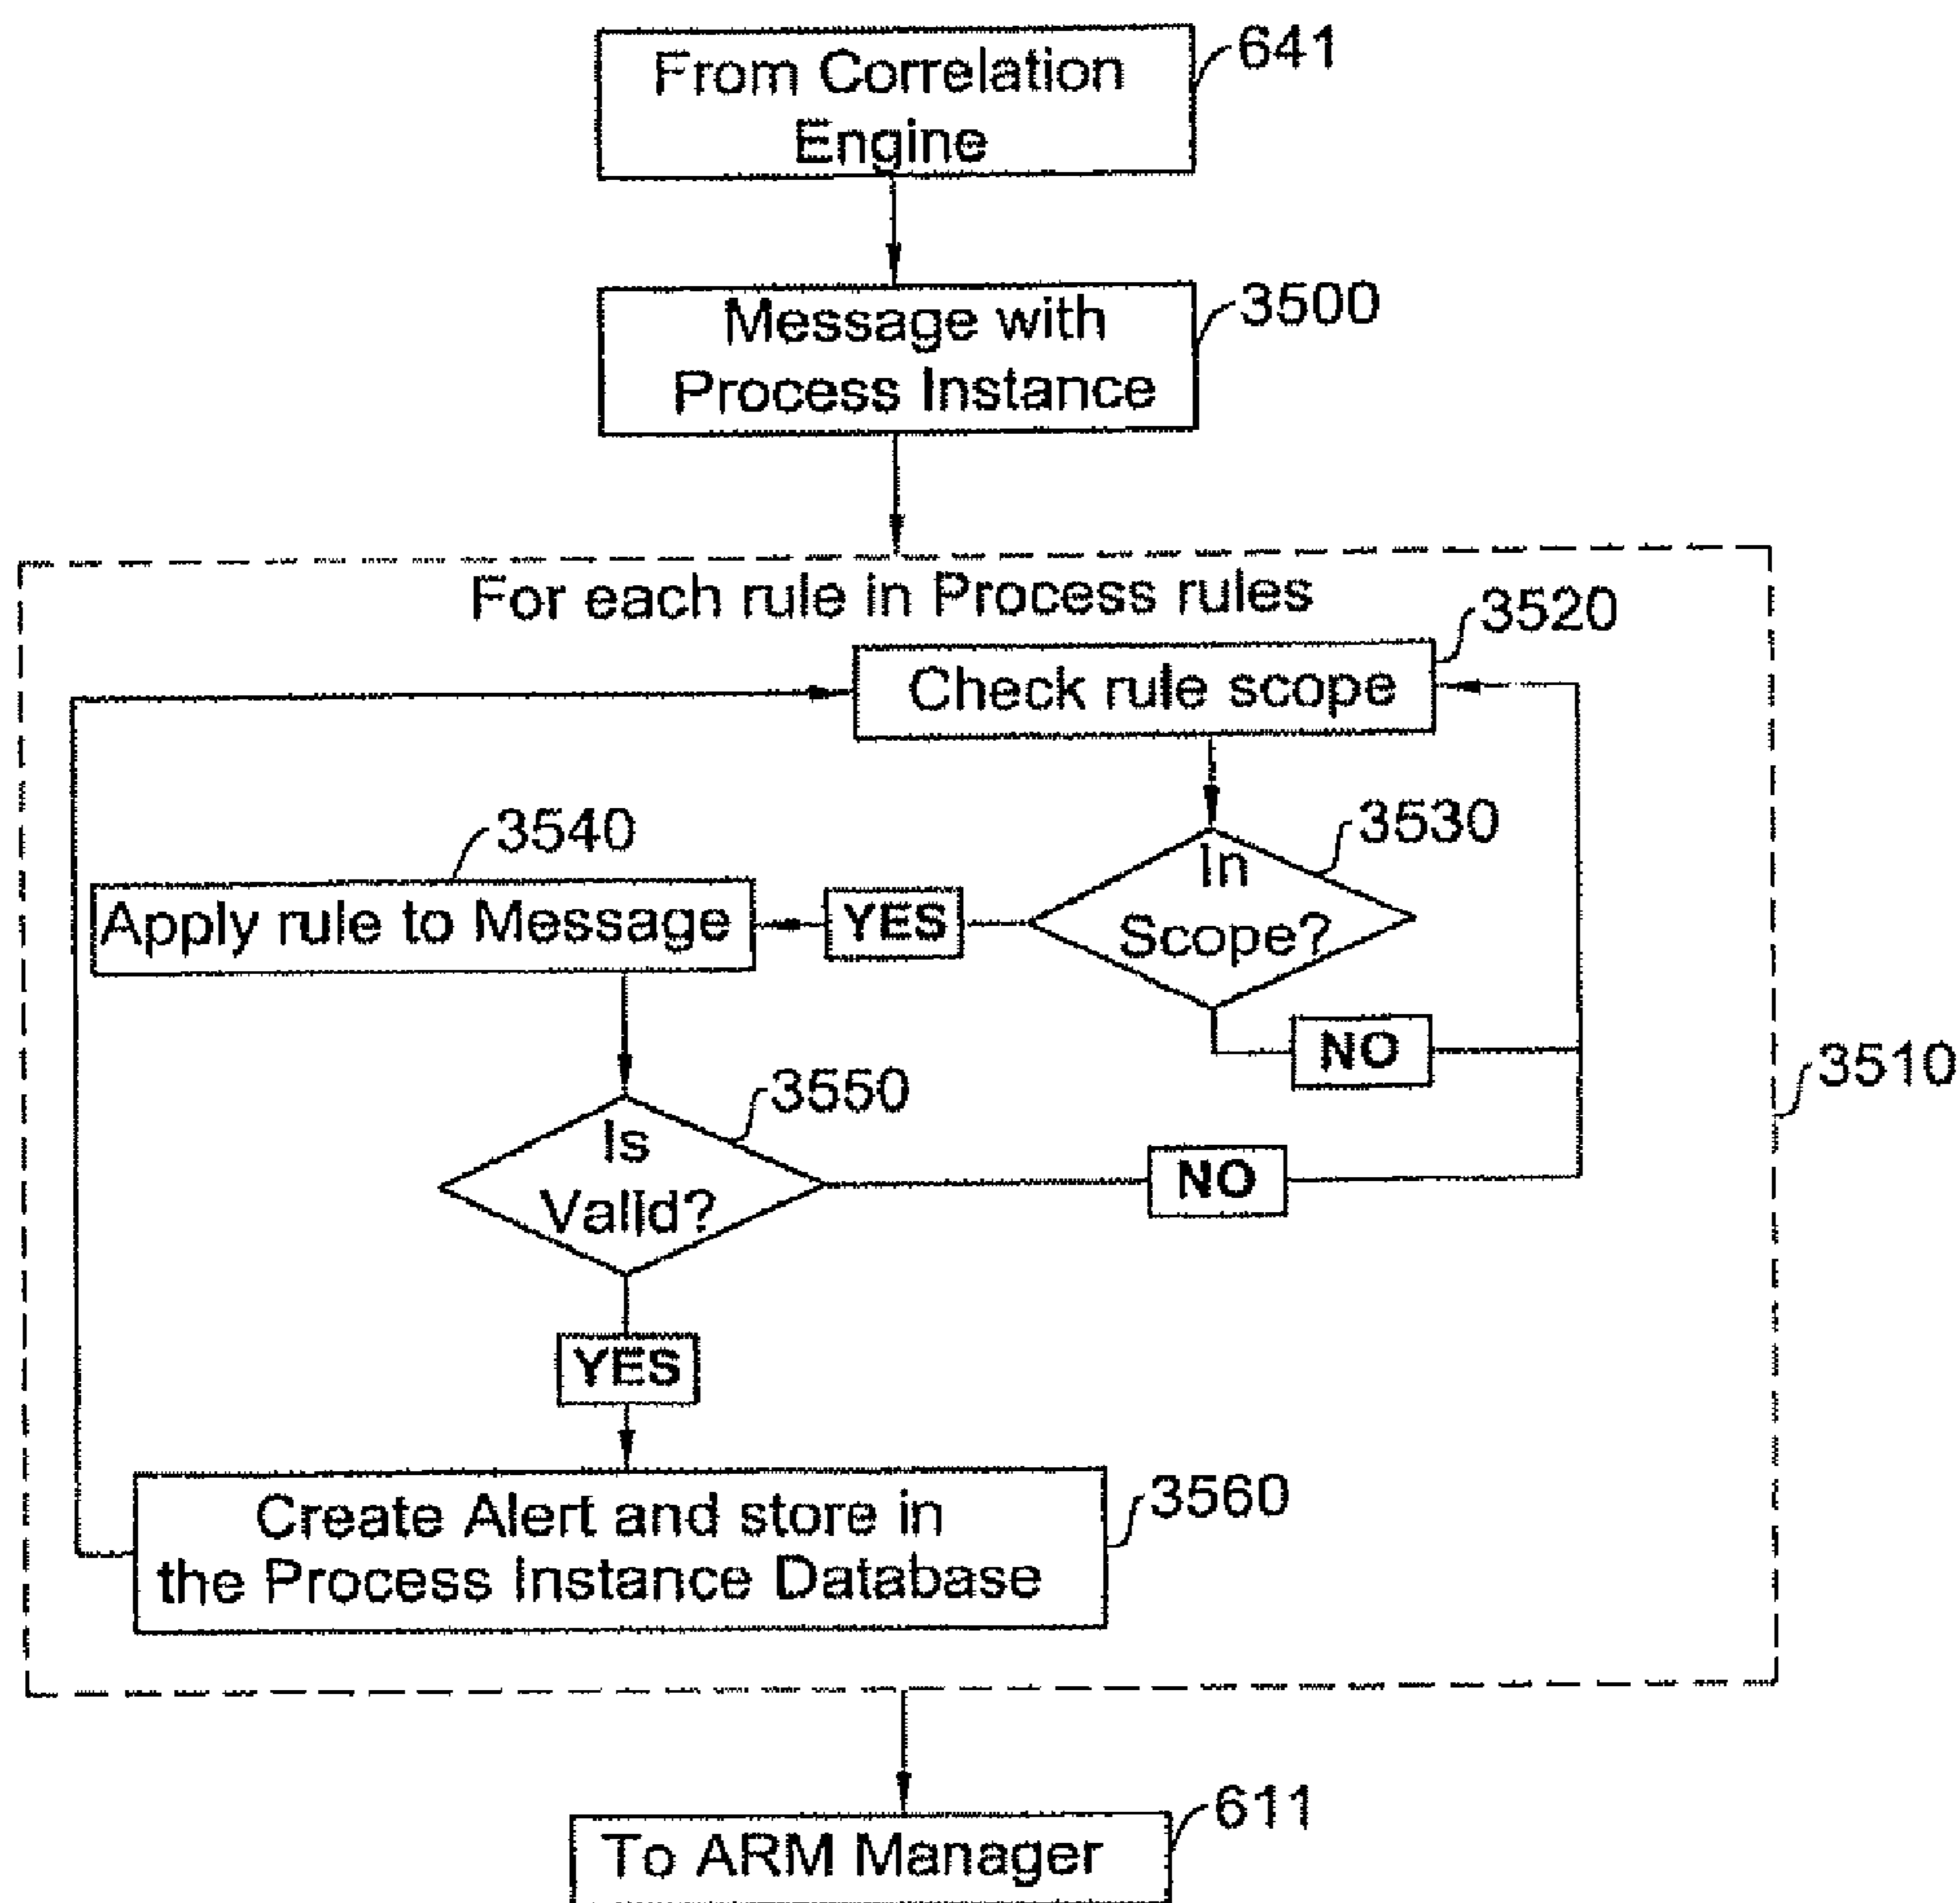 From Correlation
Engine
641
Message with
Process Instance
3500
For each rule in Process rules
3520
Check rule scope
3540
3530
In
Scope?
YES
Apply rule to Message
NO
3510
3550
Is
Valid?
NO
YES
Create Alert and store in
the Process Instance Database
3560
611
To ARM Manager